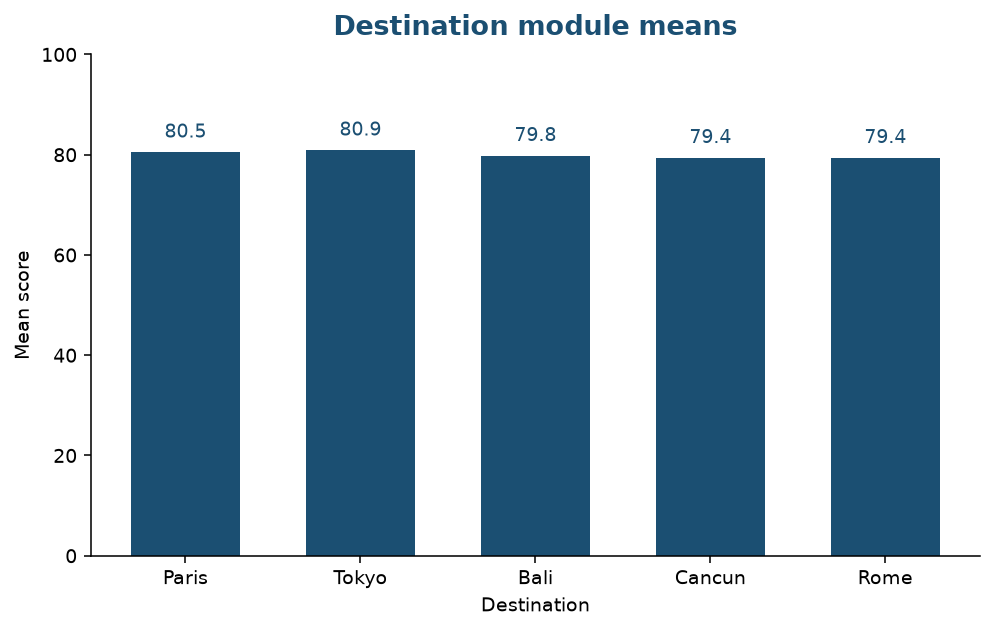 Destination module means
100
80
60
40
20
0
Mean score
80.5
80.9
79.8
79.4
79.4
Paris
Tokyo
Bali
Cancun
Rome
Destination